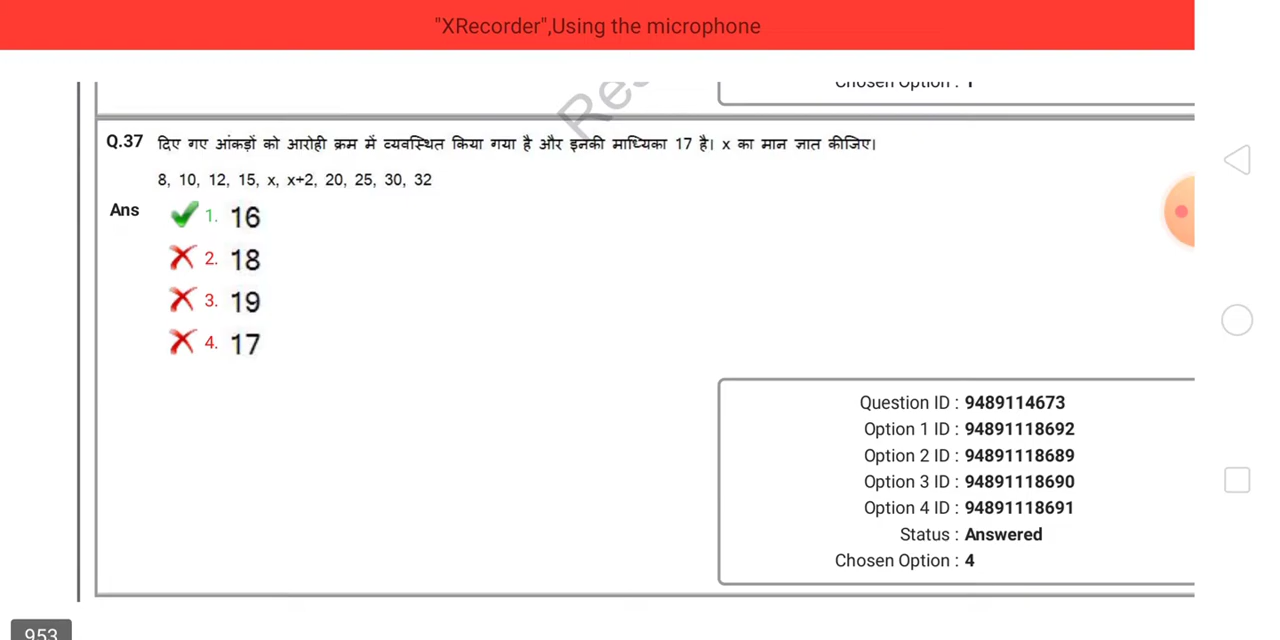 "XRecorder",Using the microphone
Chosen Option : 1
Q.37 दिए गए आंकड़ों को आरोही क्रम में व्यवस्थित किया गया है और इनकी माध्यिका 17 है। x का मान ज्ञात कीजिए।
8, 10, 12, 15, x, x+2, 20, 25, 30, 32
Ans 1. 16
2. 18
3. 19
4. 17
Question ID : 9489114673
Option 1 ID : 94891118692
Option 2 ID : 94891118689
Option 3 ID : 94891118690
Option 4 ID : 94891118691
Status : Answered
Chosen Option : 4
953